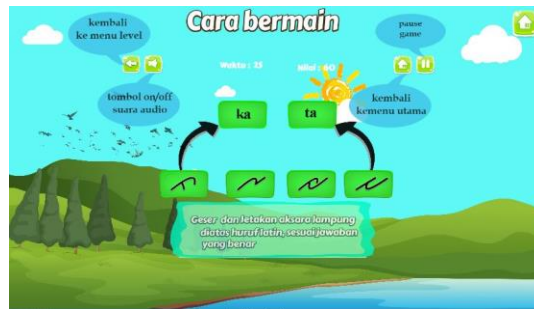 Cara bermain
kembali
ke menu level
pause
game
Waktu : 25
Nilai : 60
tombol on/off
suara audio
kembali
kemenu utama
ka
ta
Geser dan letakan aksara lampung
diatas huruf latin, sesuai jawaban
yang benar